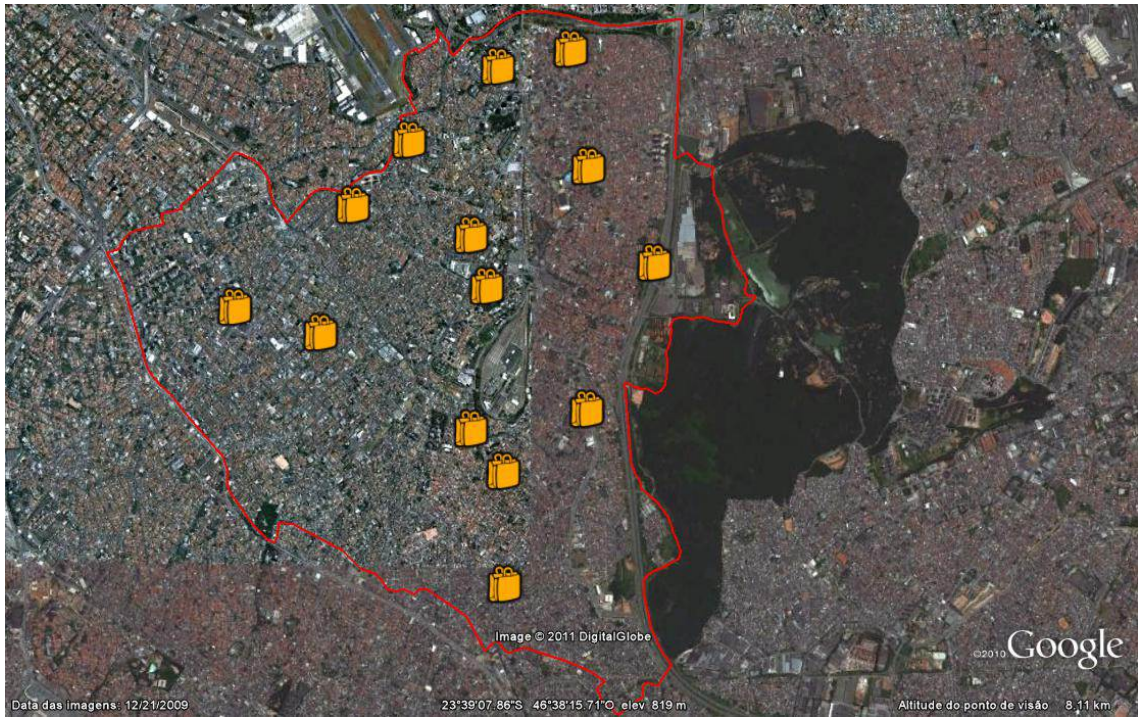 Image © 2011 DigitalGlobe
©2010 Google
Data das imagens: 12/21/2009
23°39'07.86"S 46°38'15.71"O elev 819 m
Altitude do ponto de visão 8.11 km